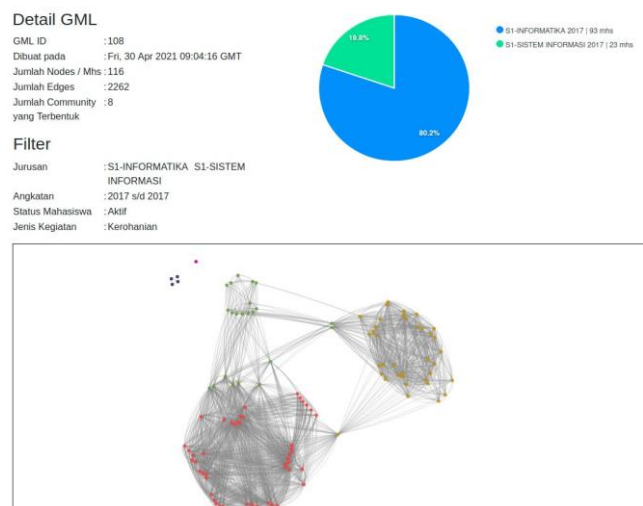 Detail GML
GML ID : 108
Dibuat pada : Fri, 30 Apr 2021 09:04:16 GMT
Jumlah Nodes / Mhs : 116
Jumlah Edges : 2262
Jumlah Community : 8
yang Terbentuk
Filter
Jurusan : S1-INFORMATIKA S1-SISTEM
INFORMASI
Angkatan : 2017 s/d 2017
Status Mahasiswa : Aktif
Jenis Kegiatan : Kerohanian
19.8%
80.2%
S1-INFORMATIKA 2017 | 93 mhs
S1-SISTEM INFORMASI 2017 | 23 mhs